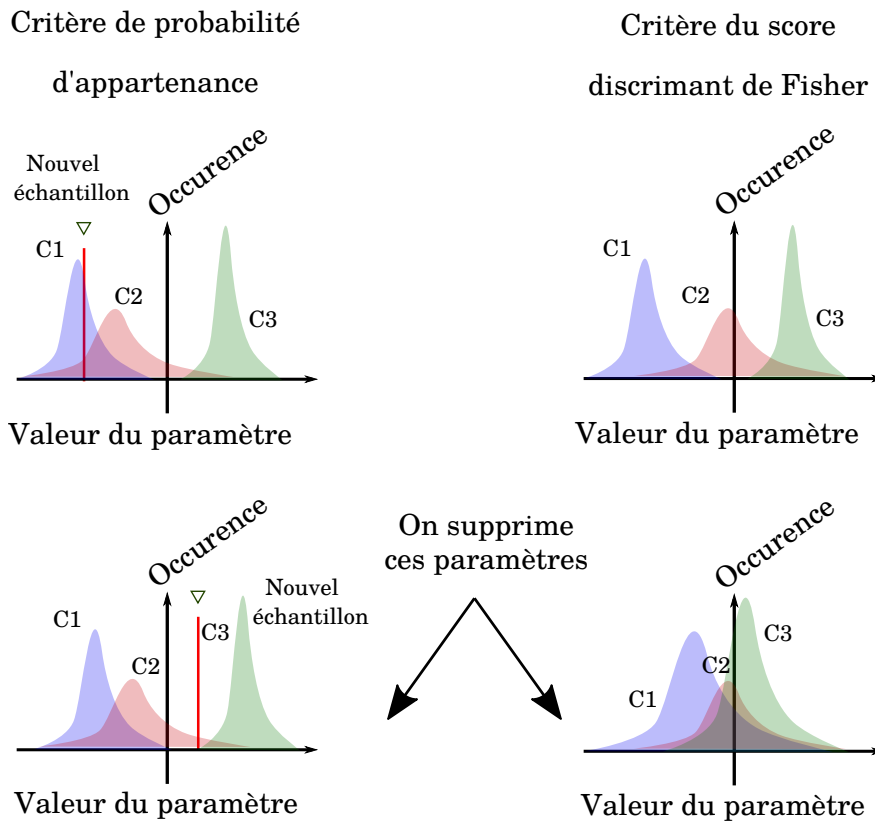 Critère de probabilité
d'appartenance
Critère du score
discrimant de Fisher
Nouvel
échantillon
Occurence
C1
C2
C3
Valeur du paramètre
Occurence
C1
C2
C3
Valeur du paramètre
On supprime
ces paramètres
Occurence
Nouvel
échantillon
C1
C2
C3
Valeur du paramètre
Occurence
C1
C2
C3
Valeur du paramètre